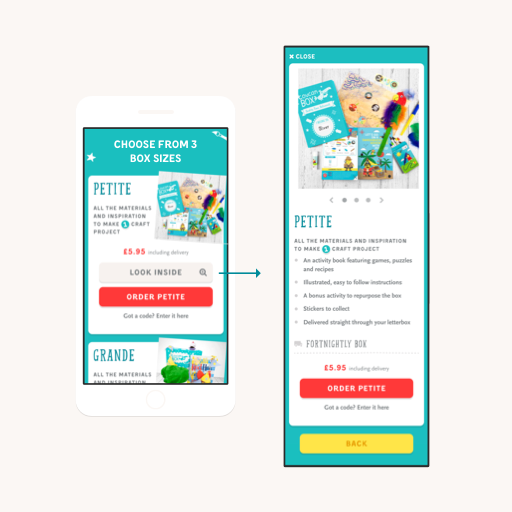 CHOOSE FROM 3
BOX SIZES
PETITE
ALL THE MATERIALS
AND INSPIRATION
TO MAKE 1 CRAFT
PROJECT
£5.95 including delivery
LOOK INSIDE
ORDER PETITE
Got a code? Enter it here
GRANDE
ALL THE MATERIALS
AND INSPIRATION
× CLOSE
PETITE
ALL THE MATERIALS AND INSPIRATION
TO MAKE 1 CRAFT PROJECT
An activity book featuring games, puzzles
and recipes
Illustrated, easy to follow instructions
A bonus activity to repurpose the box
Stickers to collect
Delivered straight through your letterbox
FORTNIGHTLY BOX
£5.95 including delivery
ORDER PETITE
Got a code? Enter it here
BACK